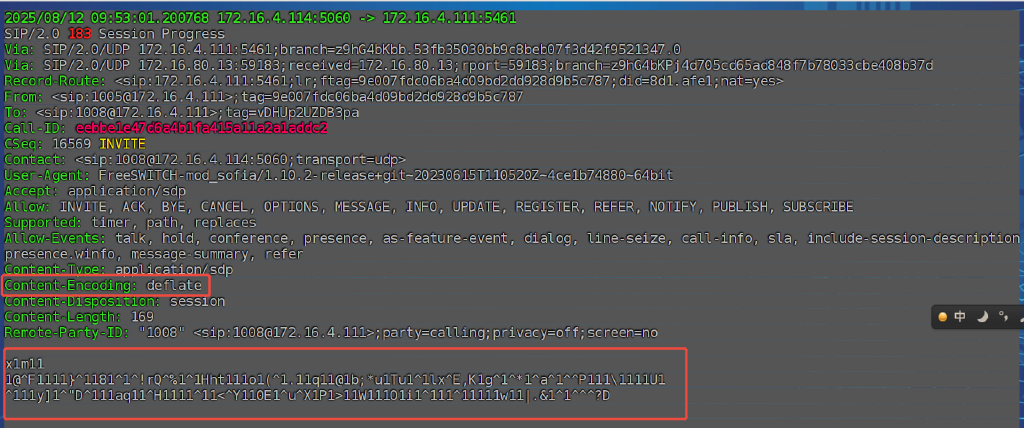 2025/08/12 09:53:01.200768 172.16.4.114:5060 -> 172.16.4.111:5461
SIP/2.0 183 Session Progress
Via: SIP/2.0/UDP 172.16.4.111:5461;branch=z9hG4bKbb.53fb35030bb9c8beb07f3d42f9521347.0
Via: SIP/2.0/UDP 172.16.80.13:59183;received=172.16.80.13;rport=59183;branch=z9hG4bKPj4d705cd65ad848f7b78033cbe408b37d
Record-Route: <sip:172.16.4.111:5461;lr;ftag=9e007fdc06ba4d09bd2dd928d9b5c787;did=8d1.afe1;nat=yes>
From: <sip:1005@172.16.4.111>;tag=9e007fdc06ba4d09bd2dd928d9b5c787
To: <sip:1008@172.16.4.111>;tag=vDHUp2UZDB3pa
Call-ID: eebbe1e47c6a4b1fa415a11a2a1addc2
CSeq: 16569 INVITE
Contact: <sip:1008@172.16.4.114:5060;transport=udp>
User-Agent: FreeSWITCH-mod_sofia/1.10.2-release+git~20230615T110520Z~4ce1b74880~64bit
Accept: application/sdp
Allow: INVITE, ACK, BYE, CANCEL, OPTIONS, MESSAGE, INFO, UPDATE, REGISTER, REFER, NOTIFY, PUBLISH, SUBSCRIBE
Supported: timer, path, replaces
Allow-Events: talk, hold, conference, presence, as-feature-event, dialog, line-seize, call-info, sla, include-session-description
presence.winfo, message-summary, refer
Content-Type: application/sdp
Content-Encoding: deflate
Content-Disposition: session
Content-Length: 169
Remote-Party-ID: "1008" <sip:1008@172.16.4.111>;party=calling;privacy=off;screen=no
中
x1m11
1@^F1111}^1181^1^!rQ^%1^1Hht111o1(^1.11q11@1b;*u1Tu1^1lx^E,K1g^1^*1^a^1^^P111\1111U1
^111y]1^"D^111aq11^H1111^11<^Y110E1^u^X1P1>11W11101i1^111^11111w11|.&1^1^^^?D